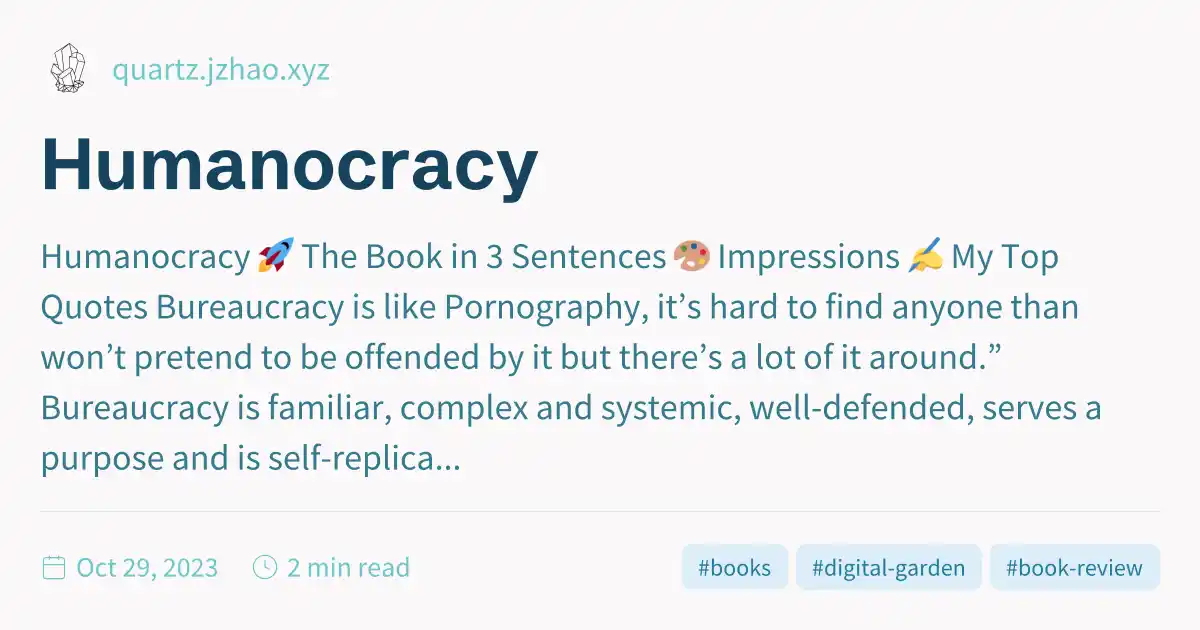 quartz.jzhao.xyz
Humanocracy
Humanocracy 🚀 The Book in 3 Sentences 🎨 Impressions ✍️ My Top
Quotes Bureaucracy is like Pornography, it’s hard to find anyone than
won’t pretend to be offended by it but there’s a lot of it around.”
Bureaucracy is familiar, complex and systemic, well-defended, serves a
purpose and is self-replica...
Oct 29, 2023 2 min read #books #digital-garden #book-review